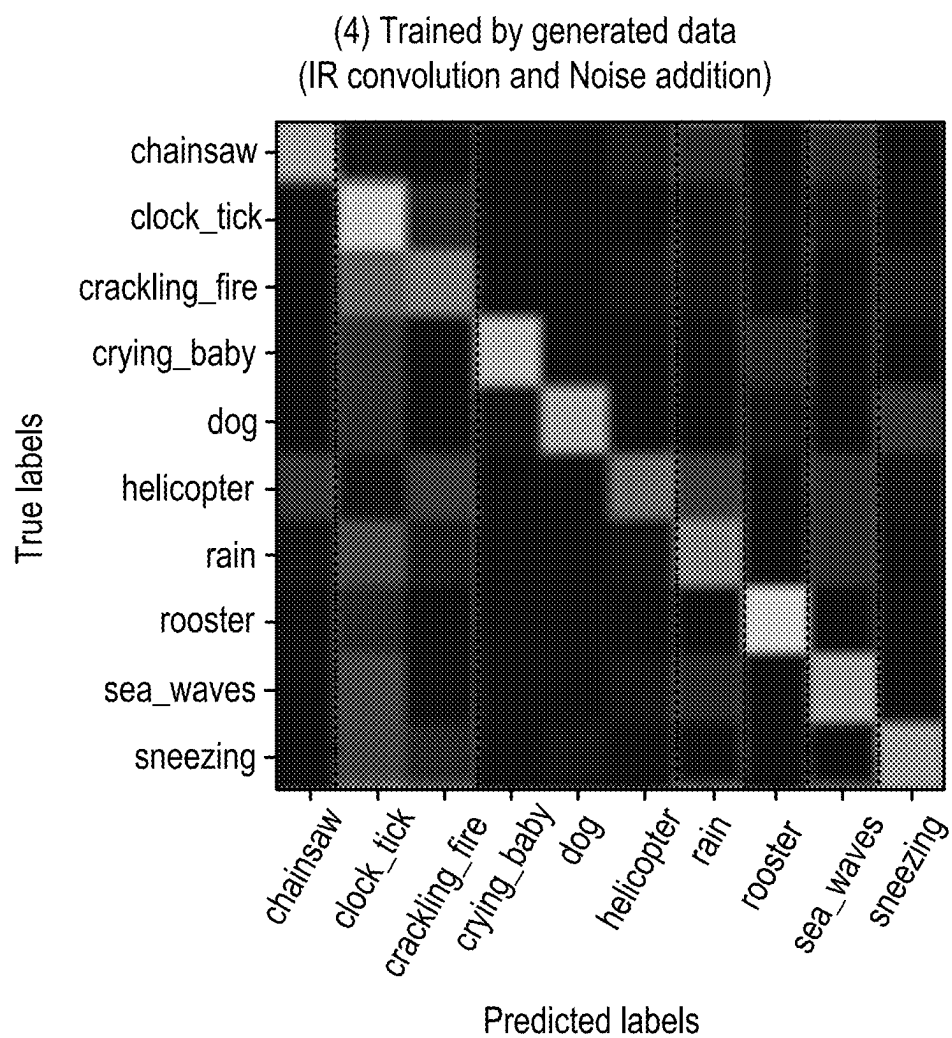 (4) Trained by generated data
(IR convolution and Noise addition)
True labels
chainsaw
clock_tick
crackling_fire
crying_baby
dog
helicopter
rain
rooster
sea_waves
sneezing
chainsaw
clock_tick
crackling_fire
crying_baby
dog
helicopter
rain
rooster
sea_waves
sneezing
Predicted labels